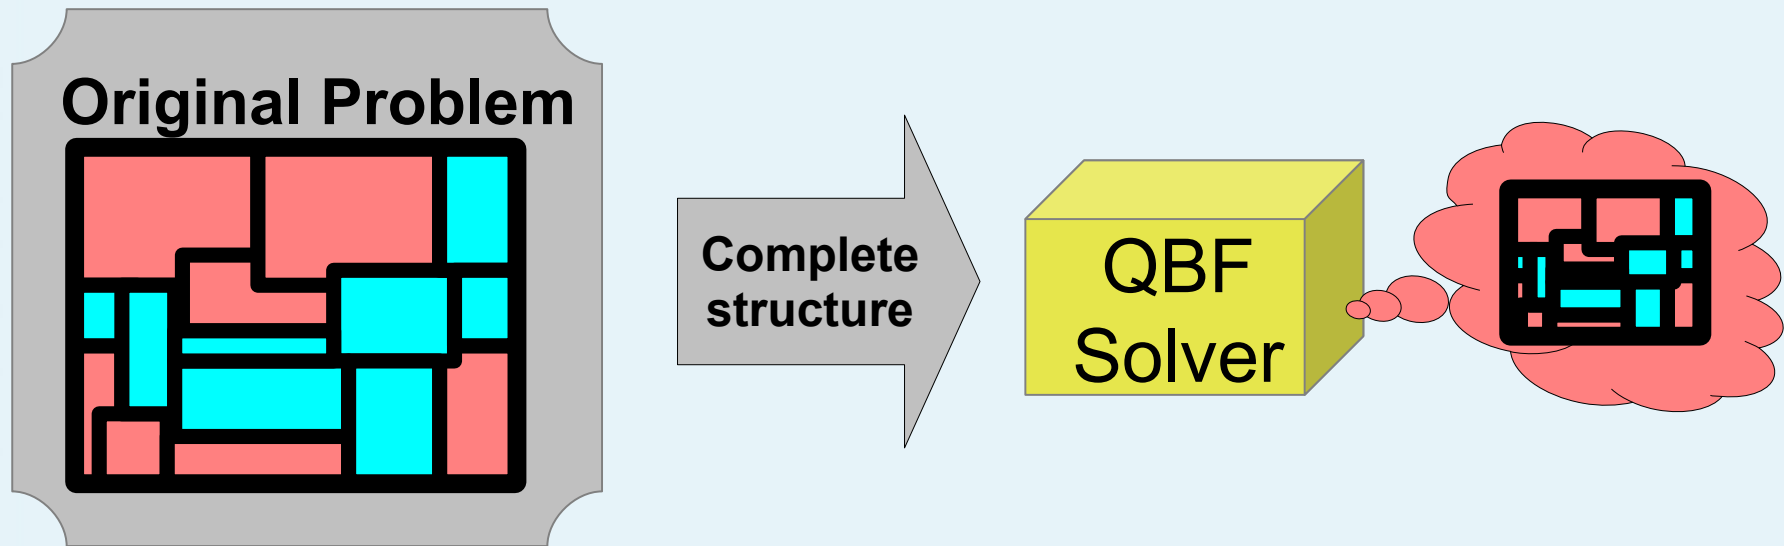 Original Problem
Complete
structure
QBF
Solver